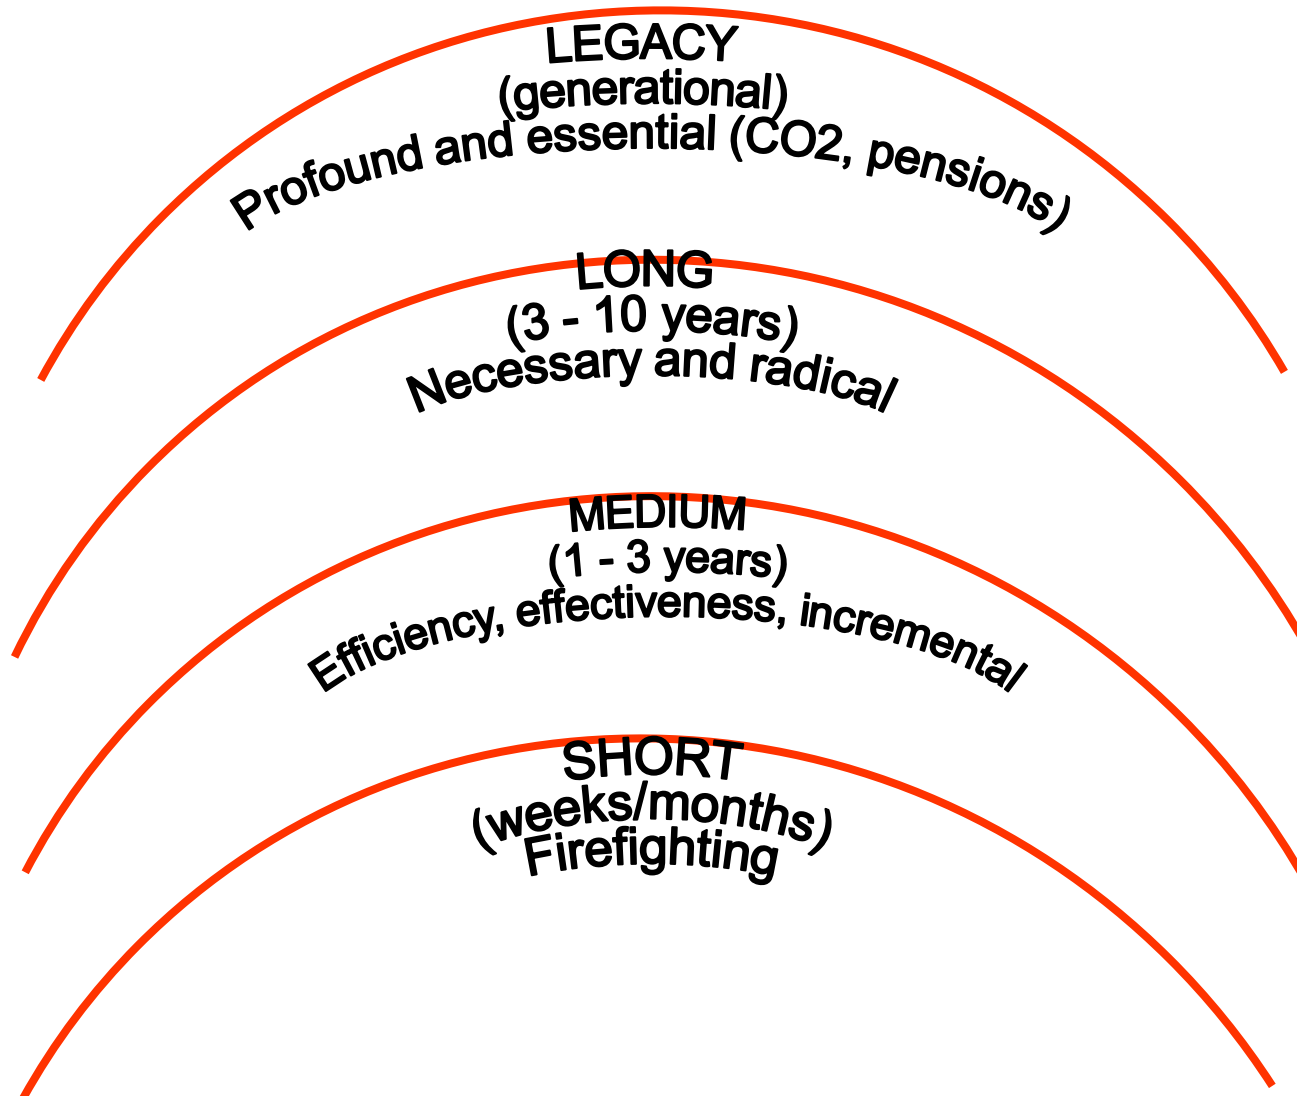 LEGACY
(generational)
Profound and essential (CO2, pensions)
LONG
(3 - 10 years)
Necessary and radical
MEDIUM
(1 - 3 years)
Efficiency, effectiveness, incremental
SHORT
(weeks/months)
Firefighting